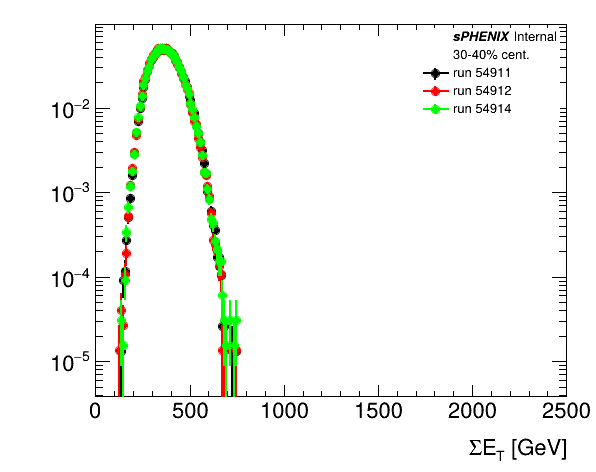 sPHENIX Internal
30-40% cent.
run 54911
run 54912
run 54914
10⁻²
10⁻³
10⁻⁴
10⁻⁵
0 500 1000 1500 2000 2500
ΣE_T [GeV]